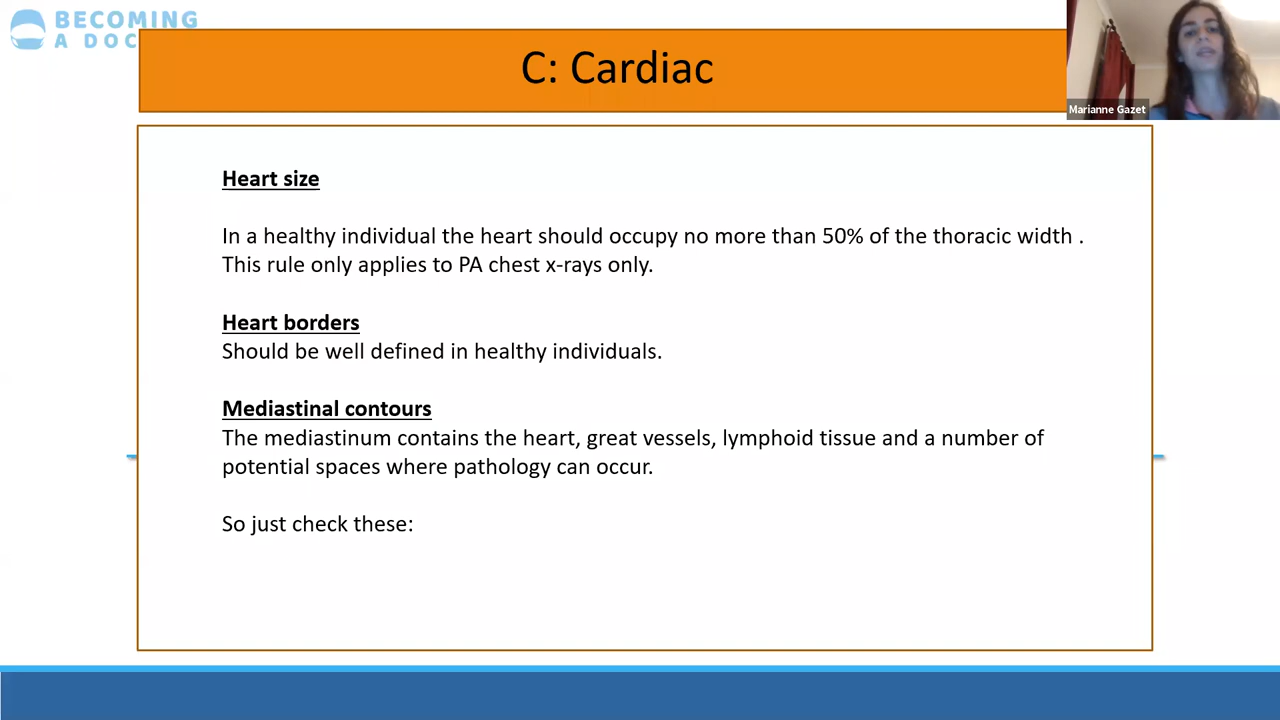 BECOMING
A DOC
C: Cardiac
Marianne Gazet
Heart size
In a healthy individual the heart should occupy no more than 50% of the thoracic width .
This rule only applies to PA chest x-rays only.
Heart borders
Should be well defined in healthy individuals.
Mediastinal contours
The mediastinum contains the heart, great vessels, lymphoid tissue and a number of
potential spaces where pathology can occur.
So just check these: